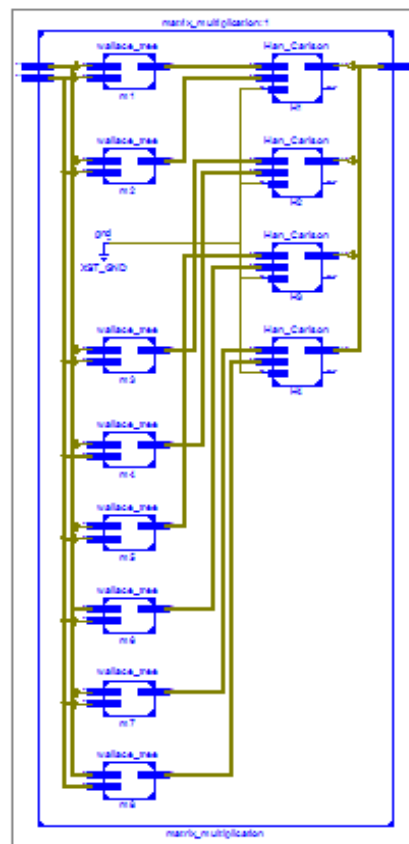 matrix_multiplication:1
wallace_tree
Han_Carlson
m1
H1
wallace_tree
Han_Carlson
m2
H2
gnd
Han_Carlson
XST_GND
H3
wallace_tree
Han_Carlson
m3
H4
wallace_tree
m4
wallace_tree
m5
wallace_tree
m6
wallace_tree
m7
wallace_tree
m8
matrix_multiplication